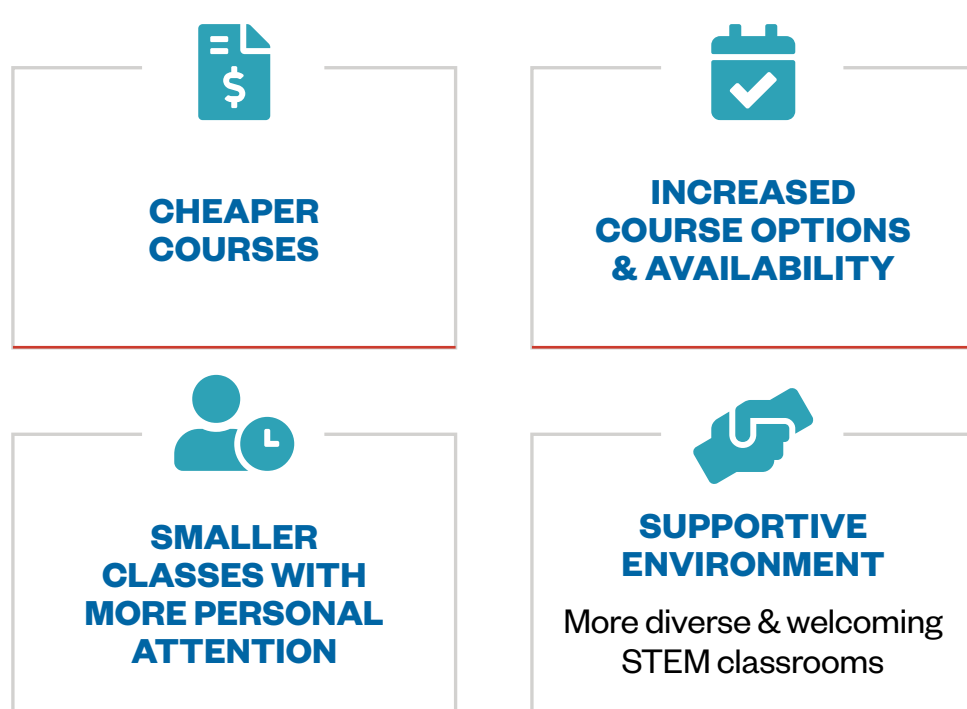 $
CHEAPER
COURSES
INCREASED
COURSE OPTIONS
& AVAILABILITY
SMALLER
CLASSES WITH
MORE PERSONAL
ATTENTION
SUPPORTIVE
ENVIRONMENT
More diverse & welcoming
STEM classrooms